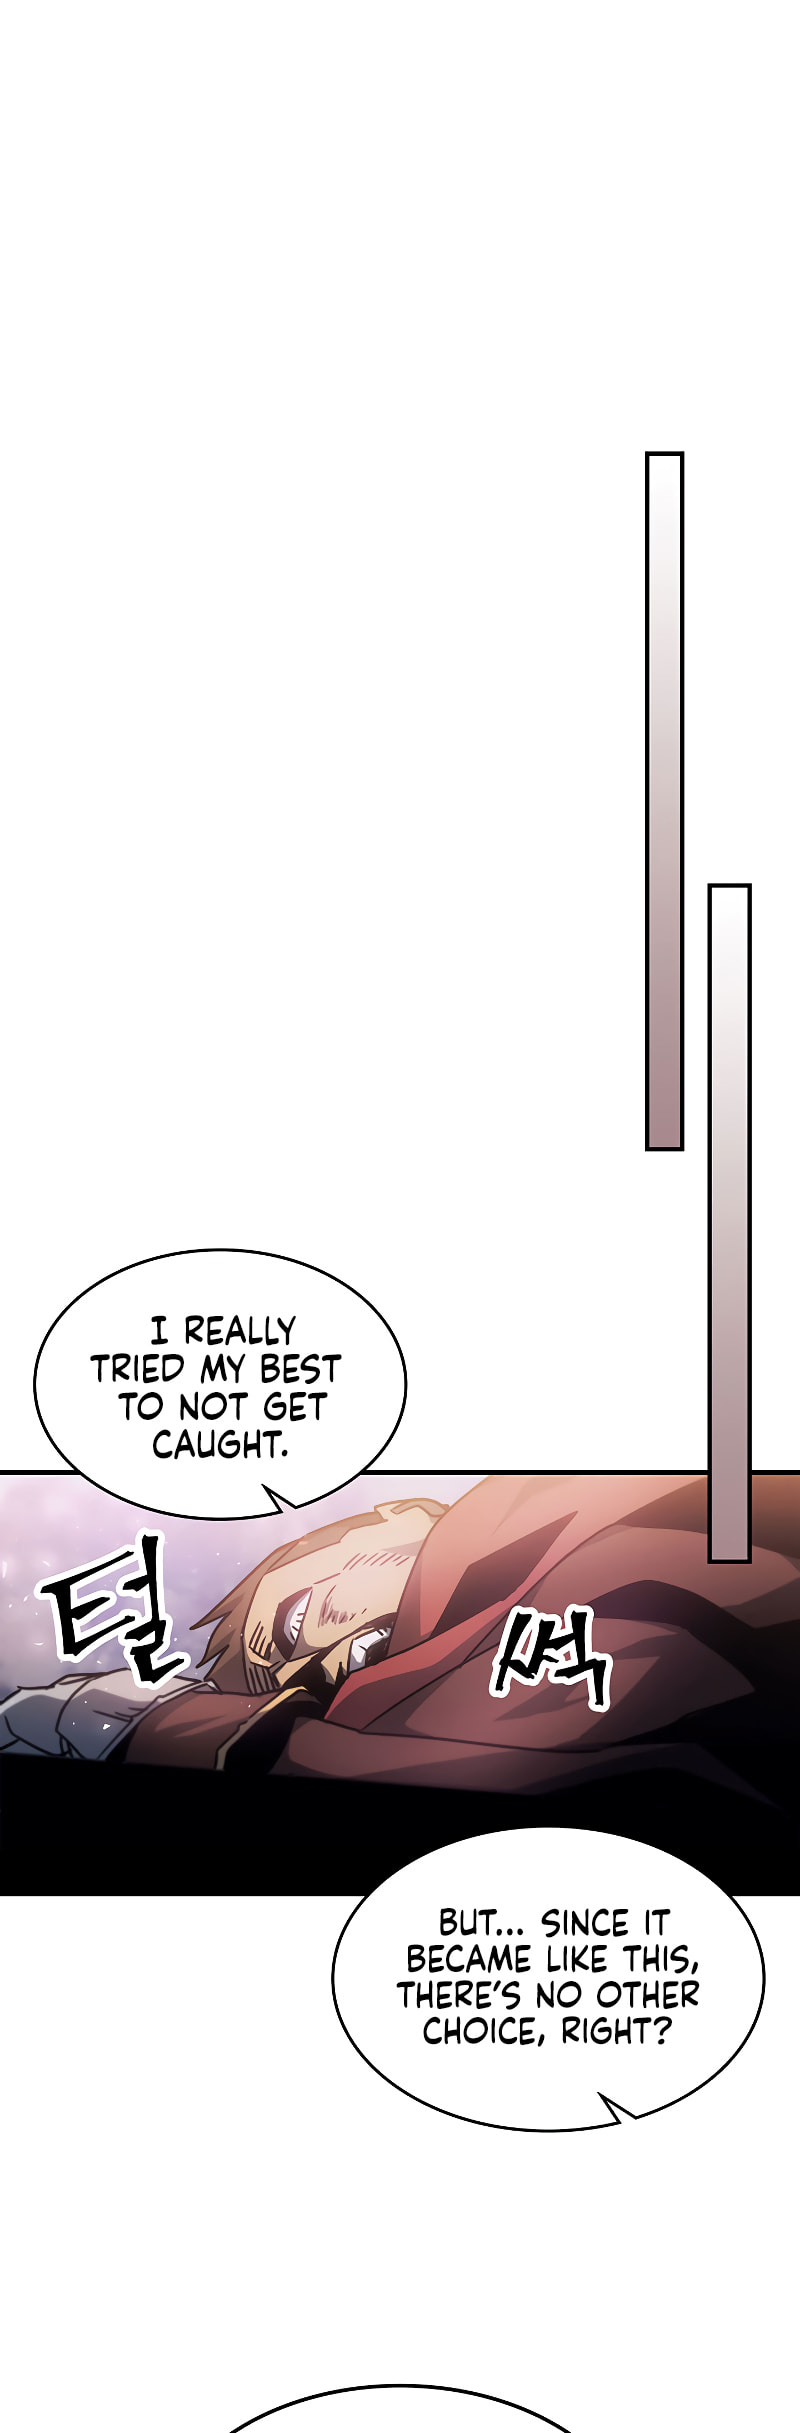 I REALLY
TRIED MY BEST
TO NOT GET
CAUGHT.
털
썩
BUT... SINCE IT
BECAME LIKE THIS,
THERE'S NO OTHER
CHOICE, RIGHT?